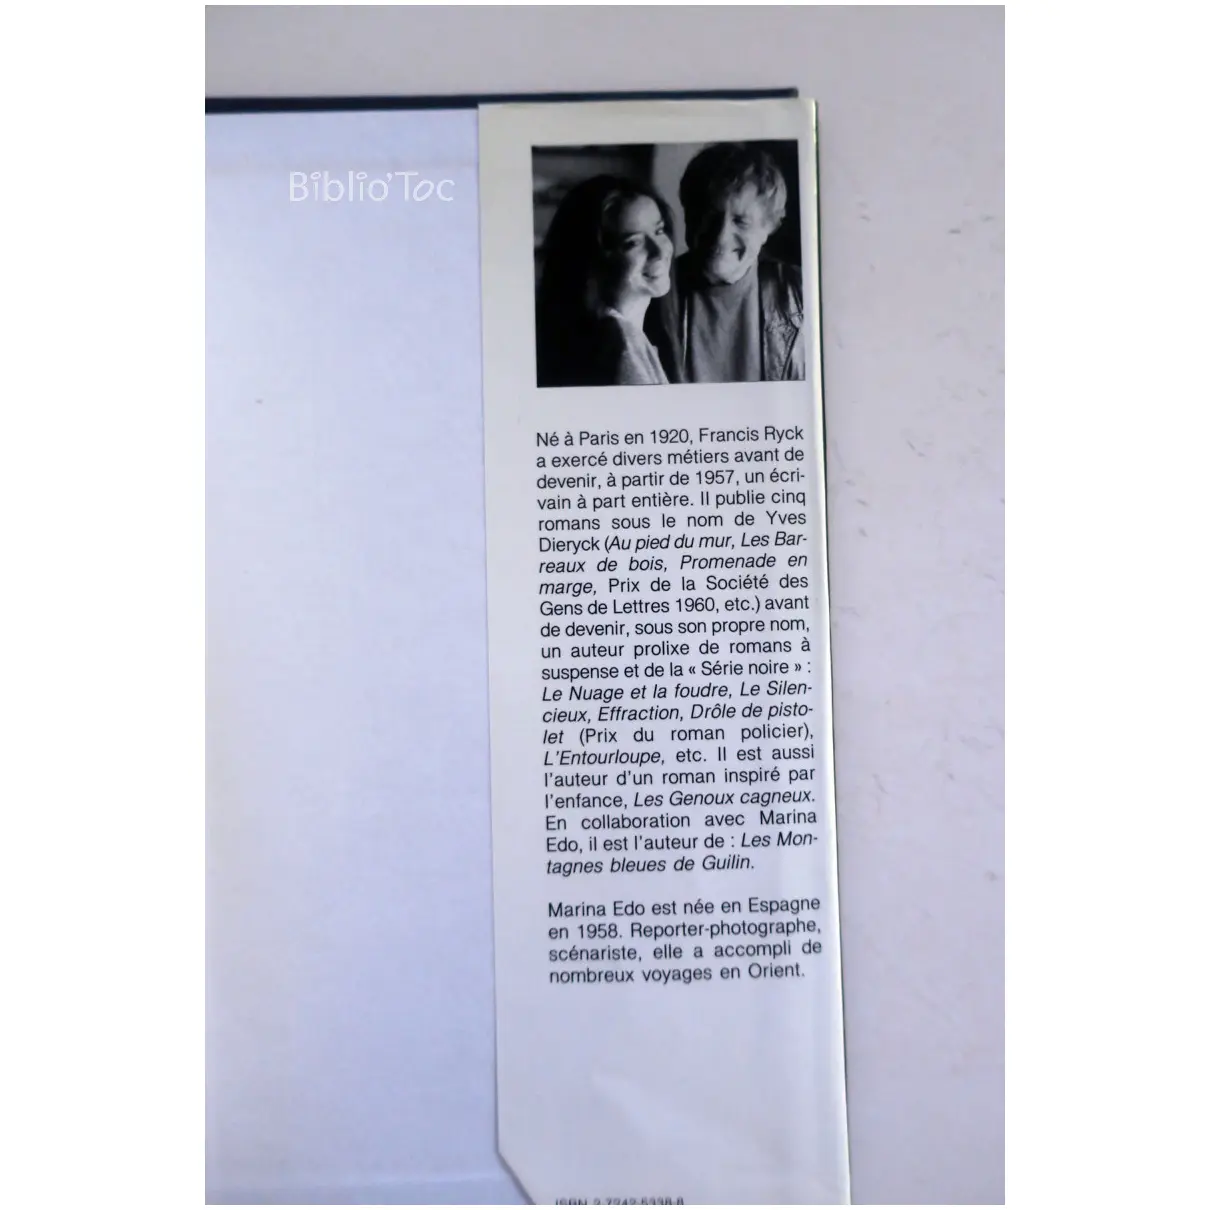 Biblio'Toc
Né à Paris en 1920, Francis Ryck
a exercé divers métiers avant de
devenir, à partir de 1957, un écri-
vain à part entière. Il publie cinq
romans sous le nom de Yves
Dieryck (Au pied du mur, Les Bar-
reaux de bois, Promenade en
marge, Prix de la Société des
Gens de Lettres 1960, etc.) avant
de devenir, sous son propre nom,
un auteur prolixe de romans à
suspense et de la « Série noire » :
Le Nuage et la foudre, Le Silen-
cieux, Effraction, Drôle de pisto-
let (Prix du roman policier),
L'Entourloupe, etc. Il est aussi
l'auteur d'un roman inspiré par
l'enfance, Les Genoux cagneux.
En collaboration avec Marina
Edo, il est l'auteur de : Les Mon-
tagnes bleues de Guilin.
Marina Edo est née en Espagne
en 1958. Reporter-photographe,
scénariste, elle a accompli de
nombreux voyages en Orient.
ISBN 2-7242-5338-8